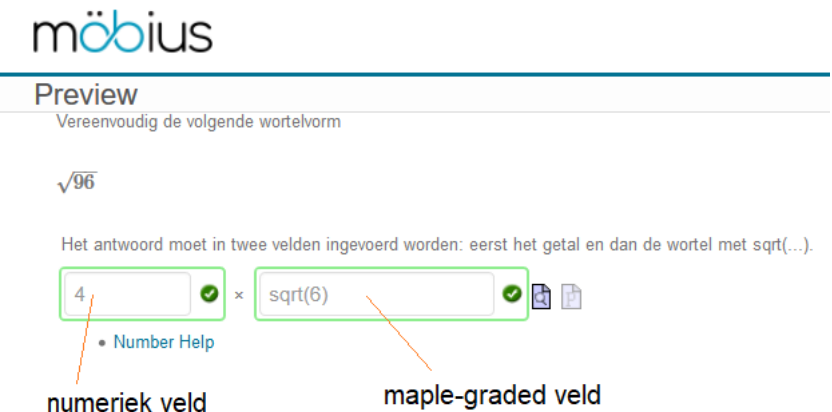 möbius
Preview
Vereenvoudig de volgende wortelvorm
√96
Het antwoord moet in twee velden ingevoerd worden: eerst het getal en dan de wortel met sqrt(...).
4 × sqrt(6)
• Number Help
numeriek veld maple-graded veld